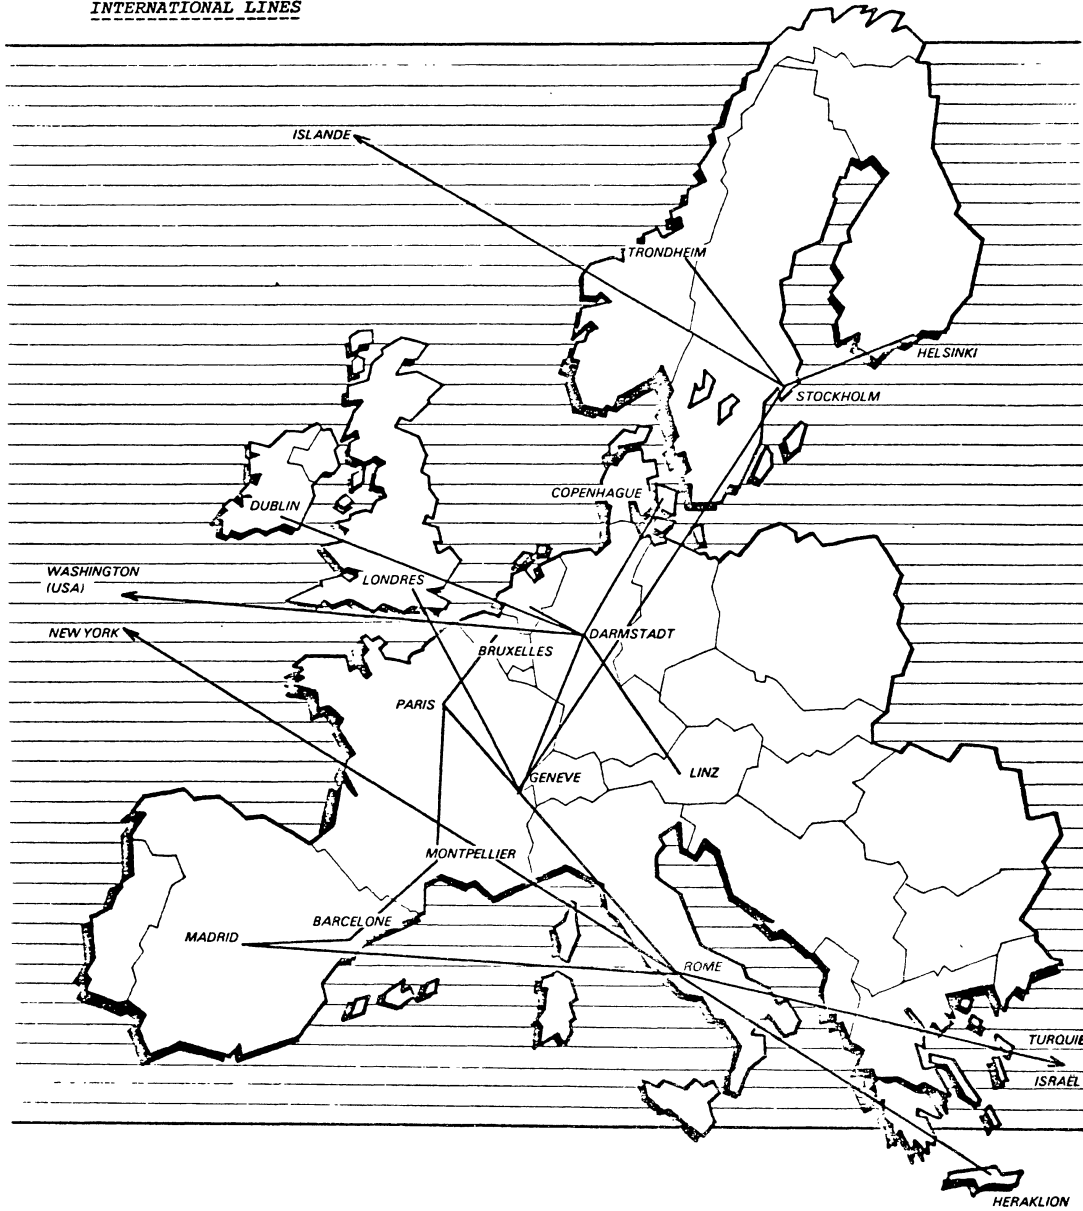 INTERNATIONAL LINES
ISLANDE
TRONDHEIM
HELSINKI
STOCKHOLM
COPENHAGUE
DUBLIN
WASHINGTON
(USA)
LONDRES
NEW YORK
DARMSTADT
BRUXELLES
PARIS
GENEVE
LINZ
MONTPELLIER
BARCELONE
MADRID
ROME
TURQUIE
ISRAËL
HERAKLION